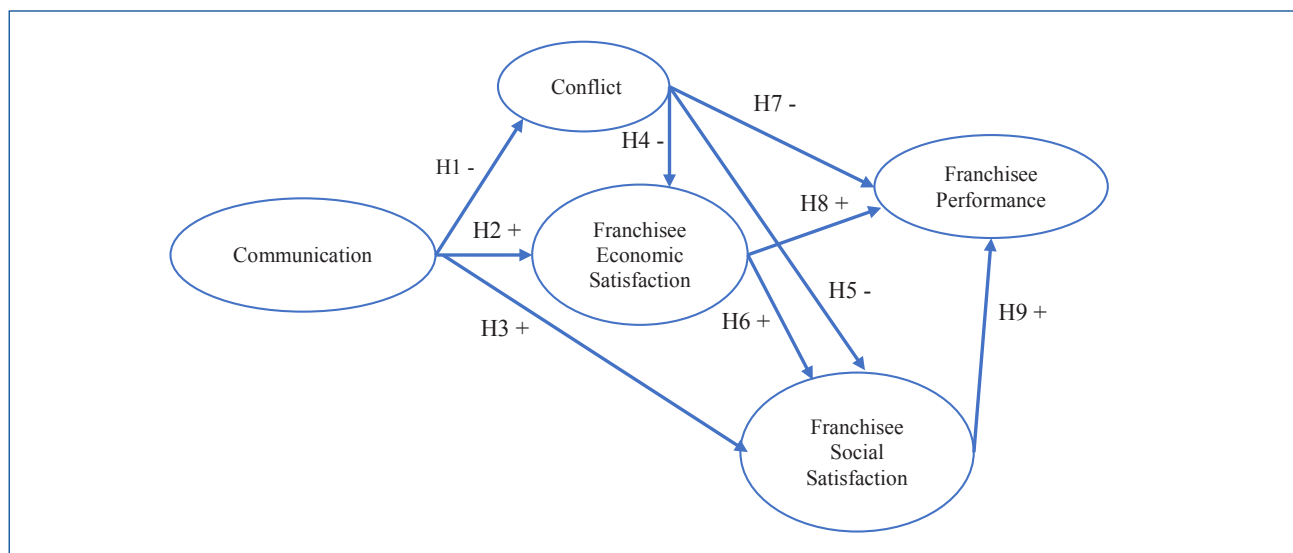 Conflict
H7 -
H4 -
H1 -
Franchisee
Performance
H8 +
H2 +
Franchisee
Economic
Satisfaction
Communication
H5 -
H9 +
H6 +
H3 +
Franchisee
Social
Satisfaction